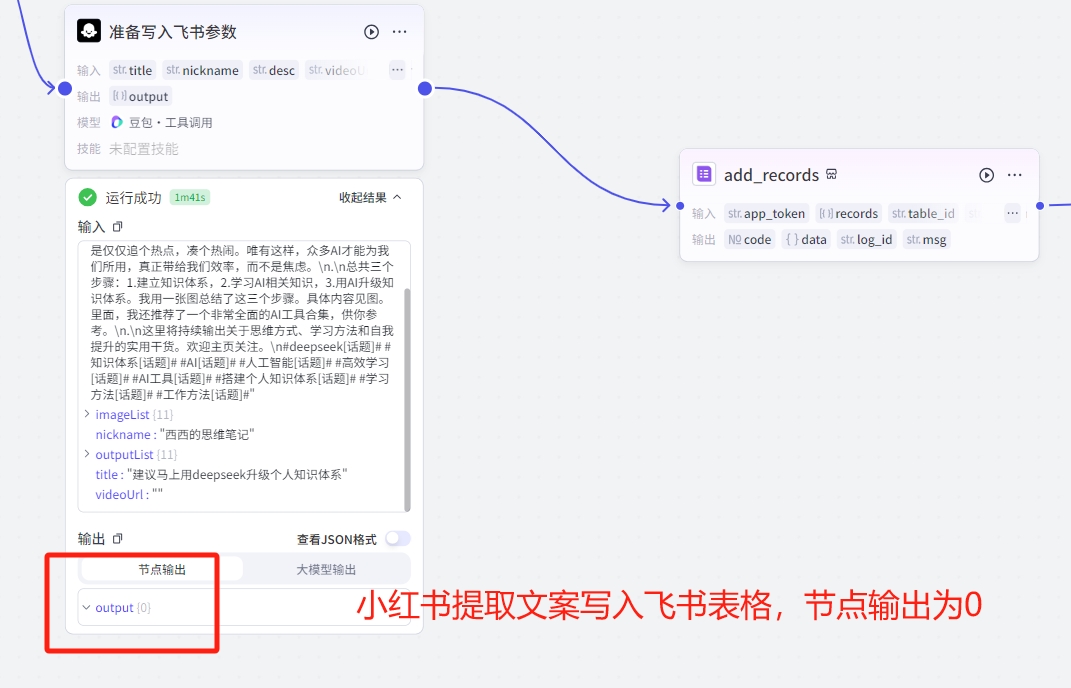 准备写入飞书参数
输入 str. title str. nickname str. desc str. videoU ···
输出 [()] output
模型 豆包·工具调用
技能 未配置技能
运行成功 1m41s 收起结果
输入
是仅仅追个热点，凑个热闹。唯有这样，众多AI才能为我
们所用，真正带给我们效率，而不是焦虑。\n.\n总共三个
步骤：1.建立知识体系，2.学习AI相关知识，3.用AI升级知
识体系。我用一张图总结了这三个步骤。具体内容见图。
里面，我还推荐了一个非常全面的AI工具合集，供你参
考。\n.\n这里将持续输出关于思维方式、学习方法和自我
提升的实用干货。欢迎主页关注。\n#deepseek[话题]# #
知识体系[话题]# #AI[话题]# #人工智能[话题]# #高效学习
[话题]# #AI工具[话题]# #搭建个人知识体系[话题]# #学习
方法[话题]# #工作方法[话题]#"
imageList {11}
nickname : "西西的思维笔记"
outputList {11}
title : "建议马上用deepseek升级个人知识体系"
videoUrl : ""
输出 查看JSON格式
节点输出 大模型输出
output {0}
小红书提取文案写入飞书表格，节点输出为0
add_records
输入 str. app_token [()] records str. table_id ···
输出 № code { } data str. log_id str. msg